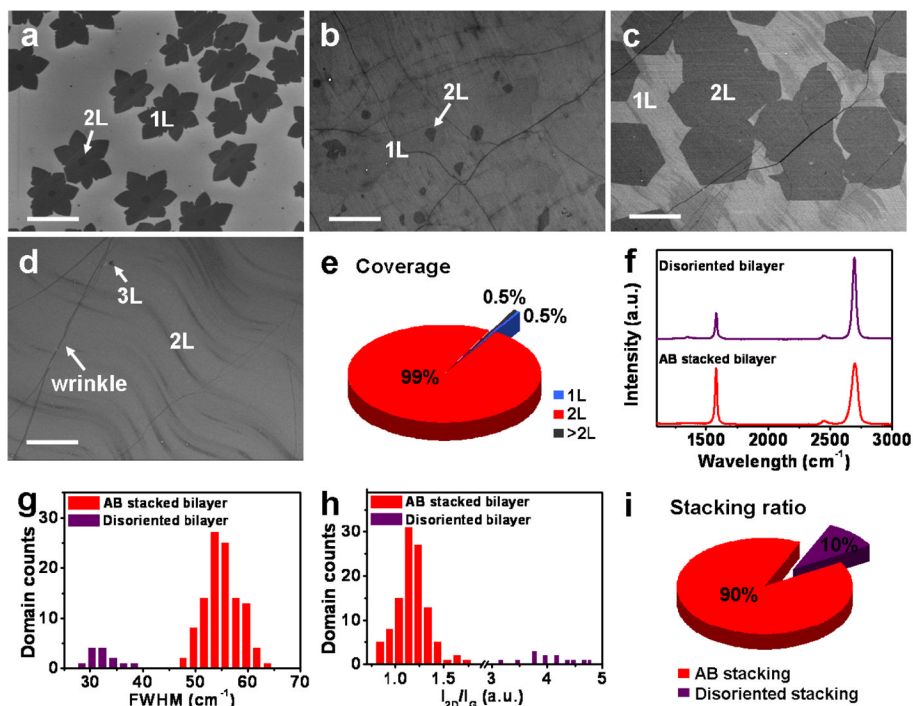 a
2L
1L
b
2L
1L
c
1L
2L
d
3L
2L
wrinkle
e Coverage
0.5%
0.5%
99%
1L
2L
>2L
f
Disoriented bilayer
AB stacked bilayer
Intensity (a.u.)
1500 2000 2500 3000
Wavelength (cm⁻¹)
g
AB stacked bilayer
Disoriented bilayer
Domain counts
30
20
10
0
30 40 50 60 70
FWHM (cm⁻¹)
h
AB stacked bilayer
Disoriented bilayer
Domain counts
30
20
10
0
1.0 1.5 3 4 5
I2D/IG (a.u.)
i Stacking ratio
10%
90%
AB stacking
Disoriented stacking